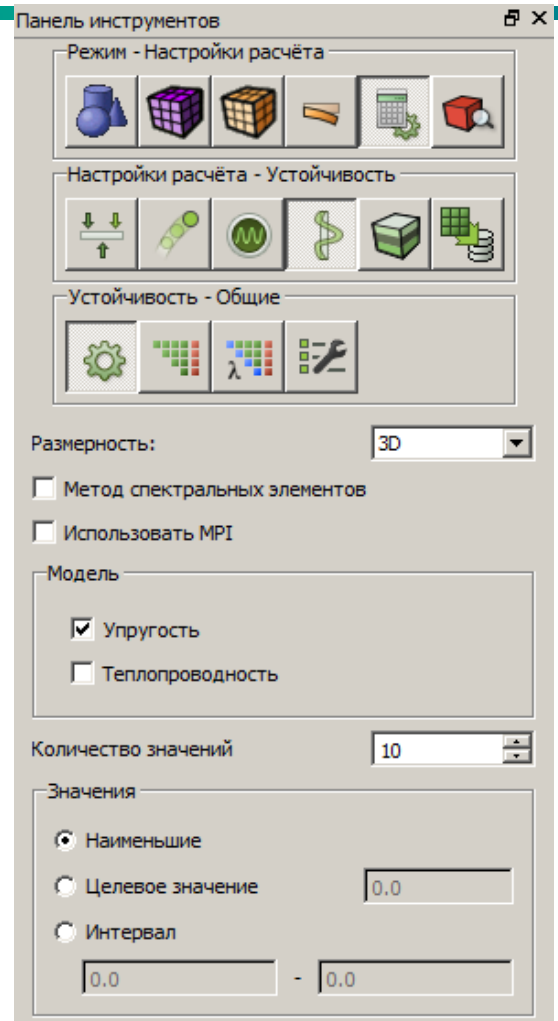 Панель инструментов
Режим - Настройки расчёта
Настройки расчёта - Устойчивость
Устойчивость - Общие
λ
Размерность: 3D
Метод спектральных элементов
Использовать MPI
Модель
Упругость
Теплопроводность
Количество значений 10
Значения
Наименьшие
Целевое значение 0.0
Интервал
0.0 - 0.0